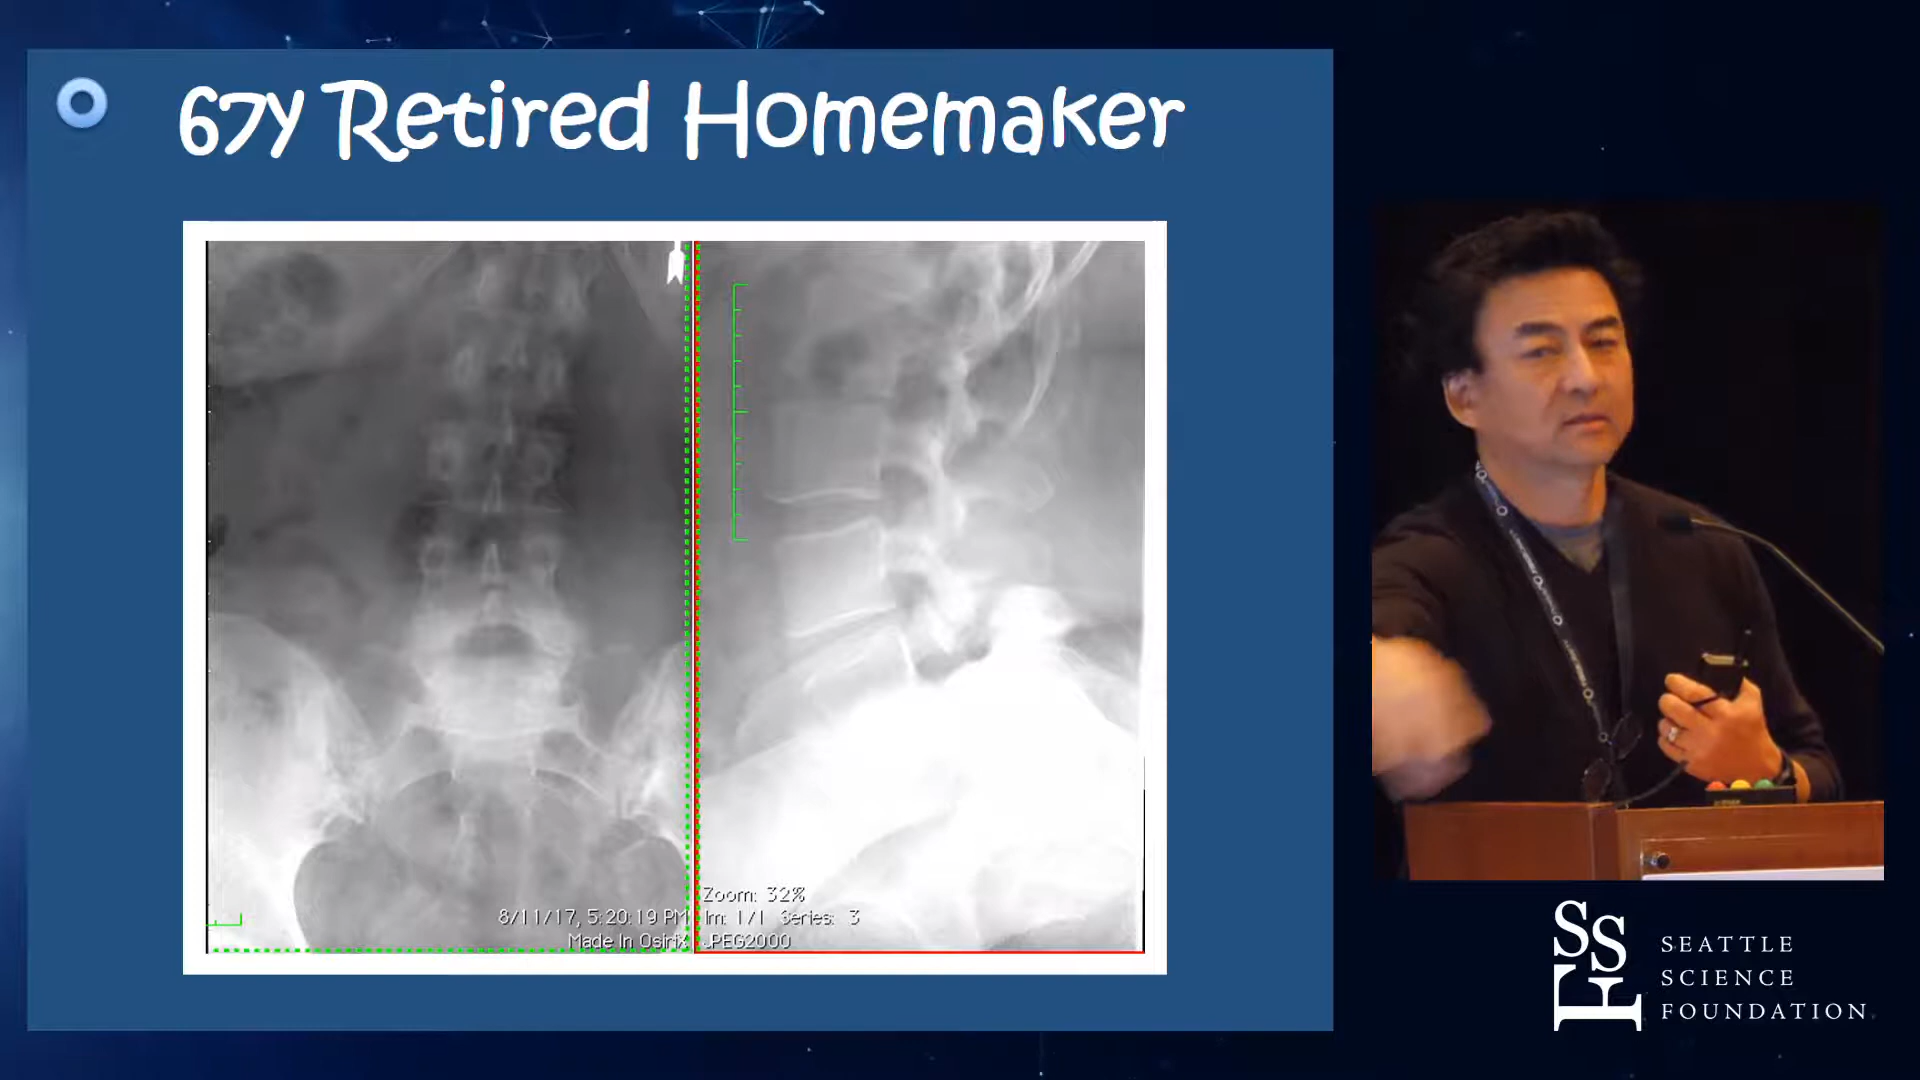 67y Retired Homemaker
8/11/17, 5:20:19 PM
Made In OsiriX
Zoom: 32%
Im: 1/1 Series: 3
JPEG2000
SSF
SEATTLE
SCIENCE
FOUNDATION